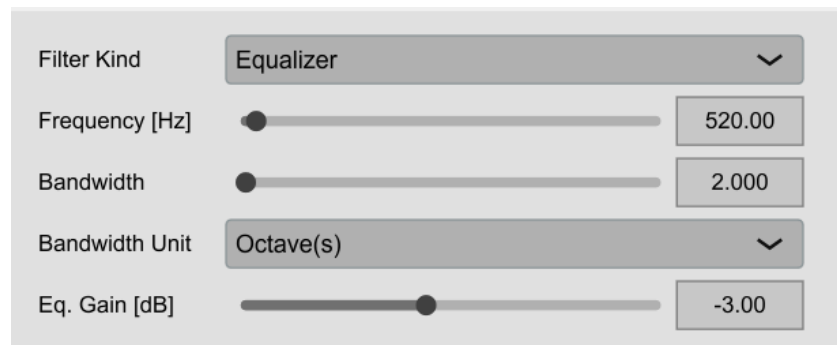 Filter Kind Equalizer
Frequency [Hz] 520.00
Bandwidth 2.000
Bandwidth Unit Octave(s)
Eq. Gain [dB] -3.00